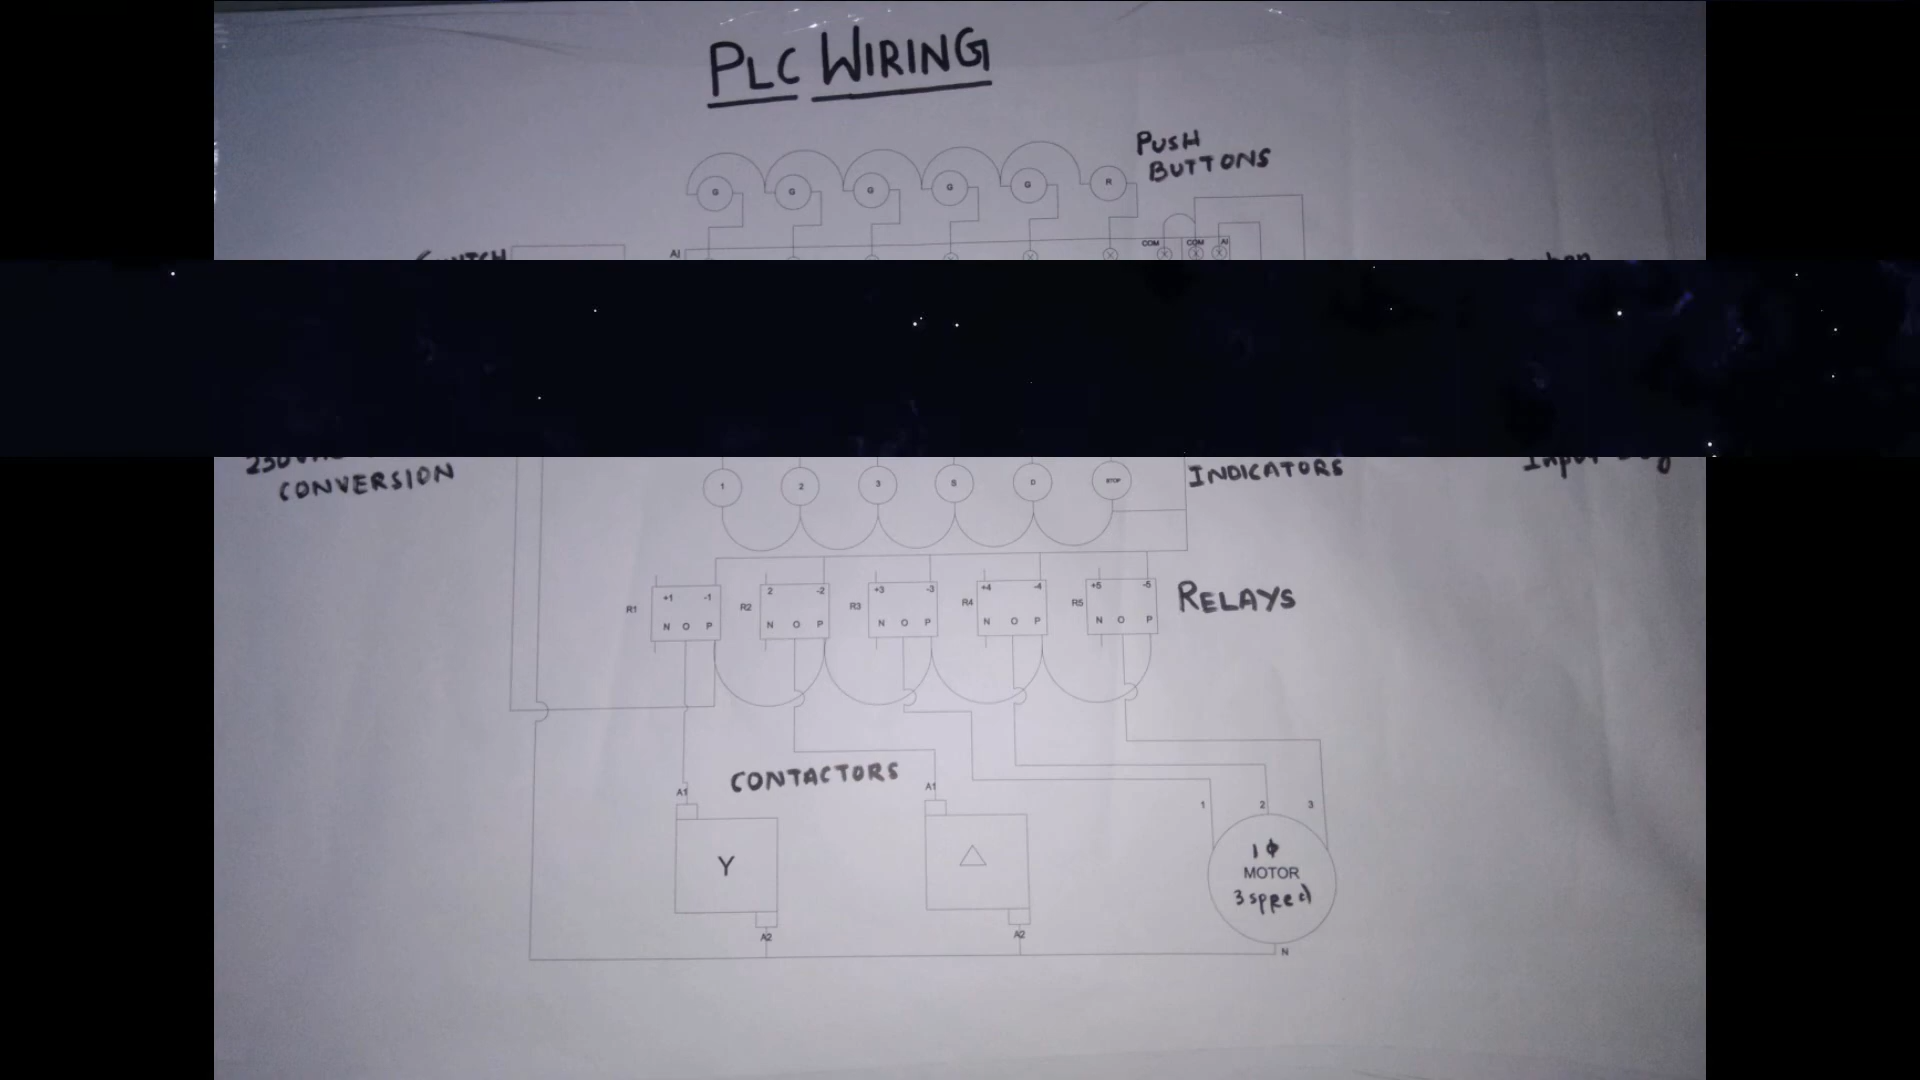 PLC WIRING
PUSH
BUTTONS
G G G G G R
AI COM COM AI
CONVERSION
1 2 3 S D STOP
INDICATORS
+1 -1 2 -2 +3 -3 +4 -4 +5 -5
R1 R2 R3 R4 R5
RELAYS
N O P N O P N O P N O P N O P
CONTACTORS
A1 A1
1 2 3
Y △
1 ϕ
MOTOR
3 speed
A2 A2
N